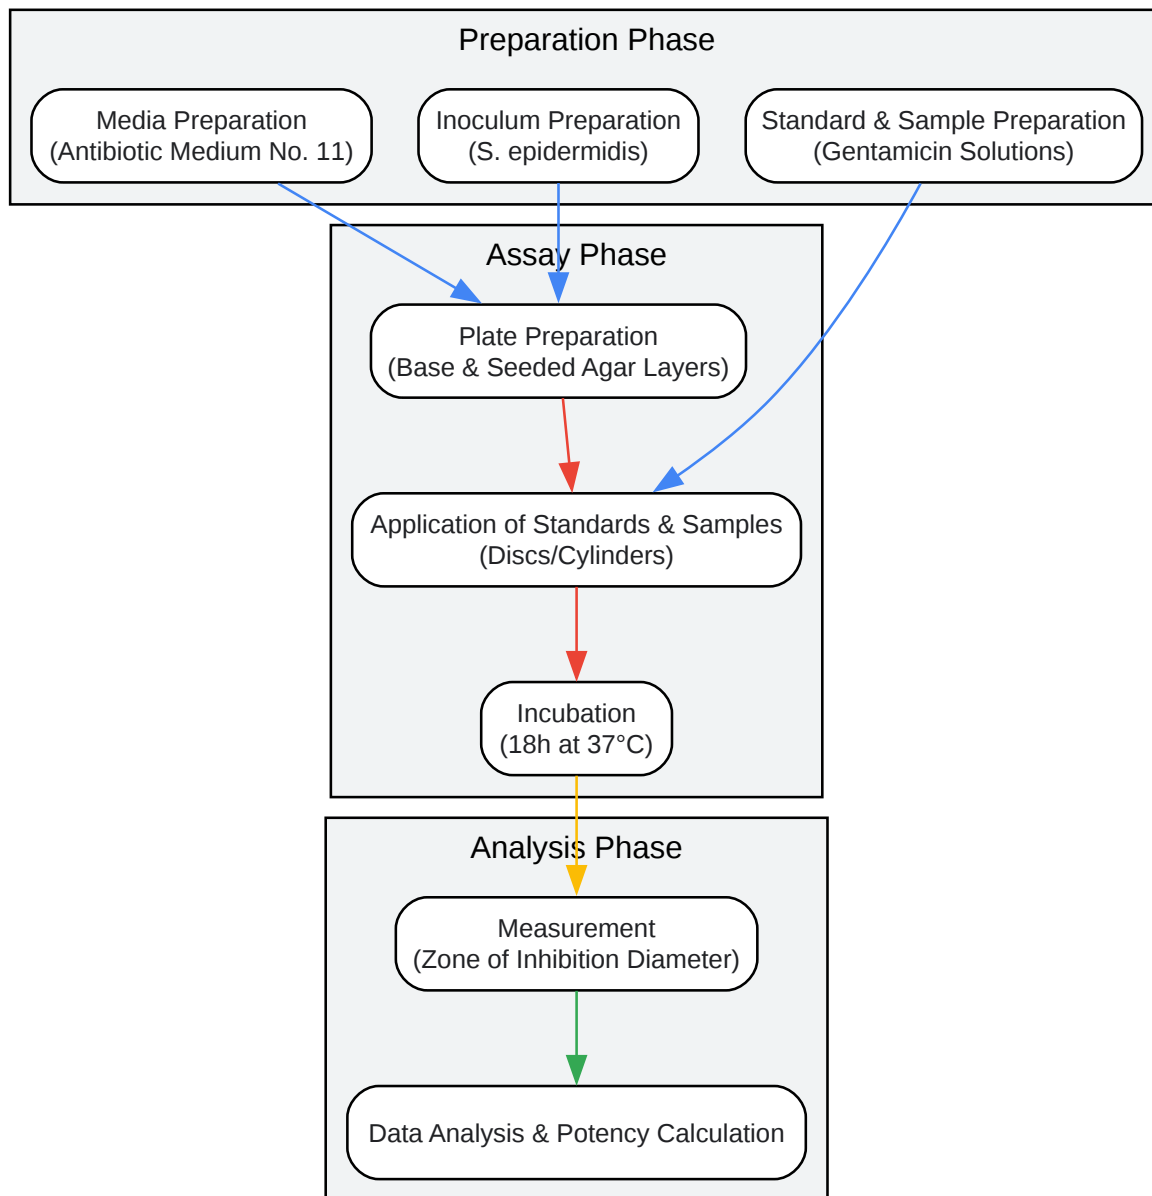 Preparation Phase
Media Preparation
(Antibiotic Medium No. 11)
Inoculum Preparation
(S. epidermidis)
Standard & Sample Preparation
(Gentamicin Solutions)
Assay Phase
Plate Preparation
(Base & Seeded Agar Layers)
Application of Standards & Samples
(Discs/Cylinders)
Incubation
(18h at 37°C)
Analysis Phase
Measurement
(Zone of Inhibition Diameter)
Data Analysis & Potency Calculation